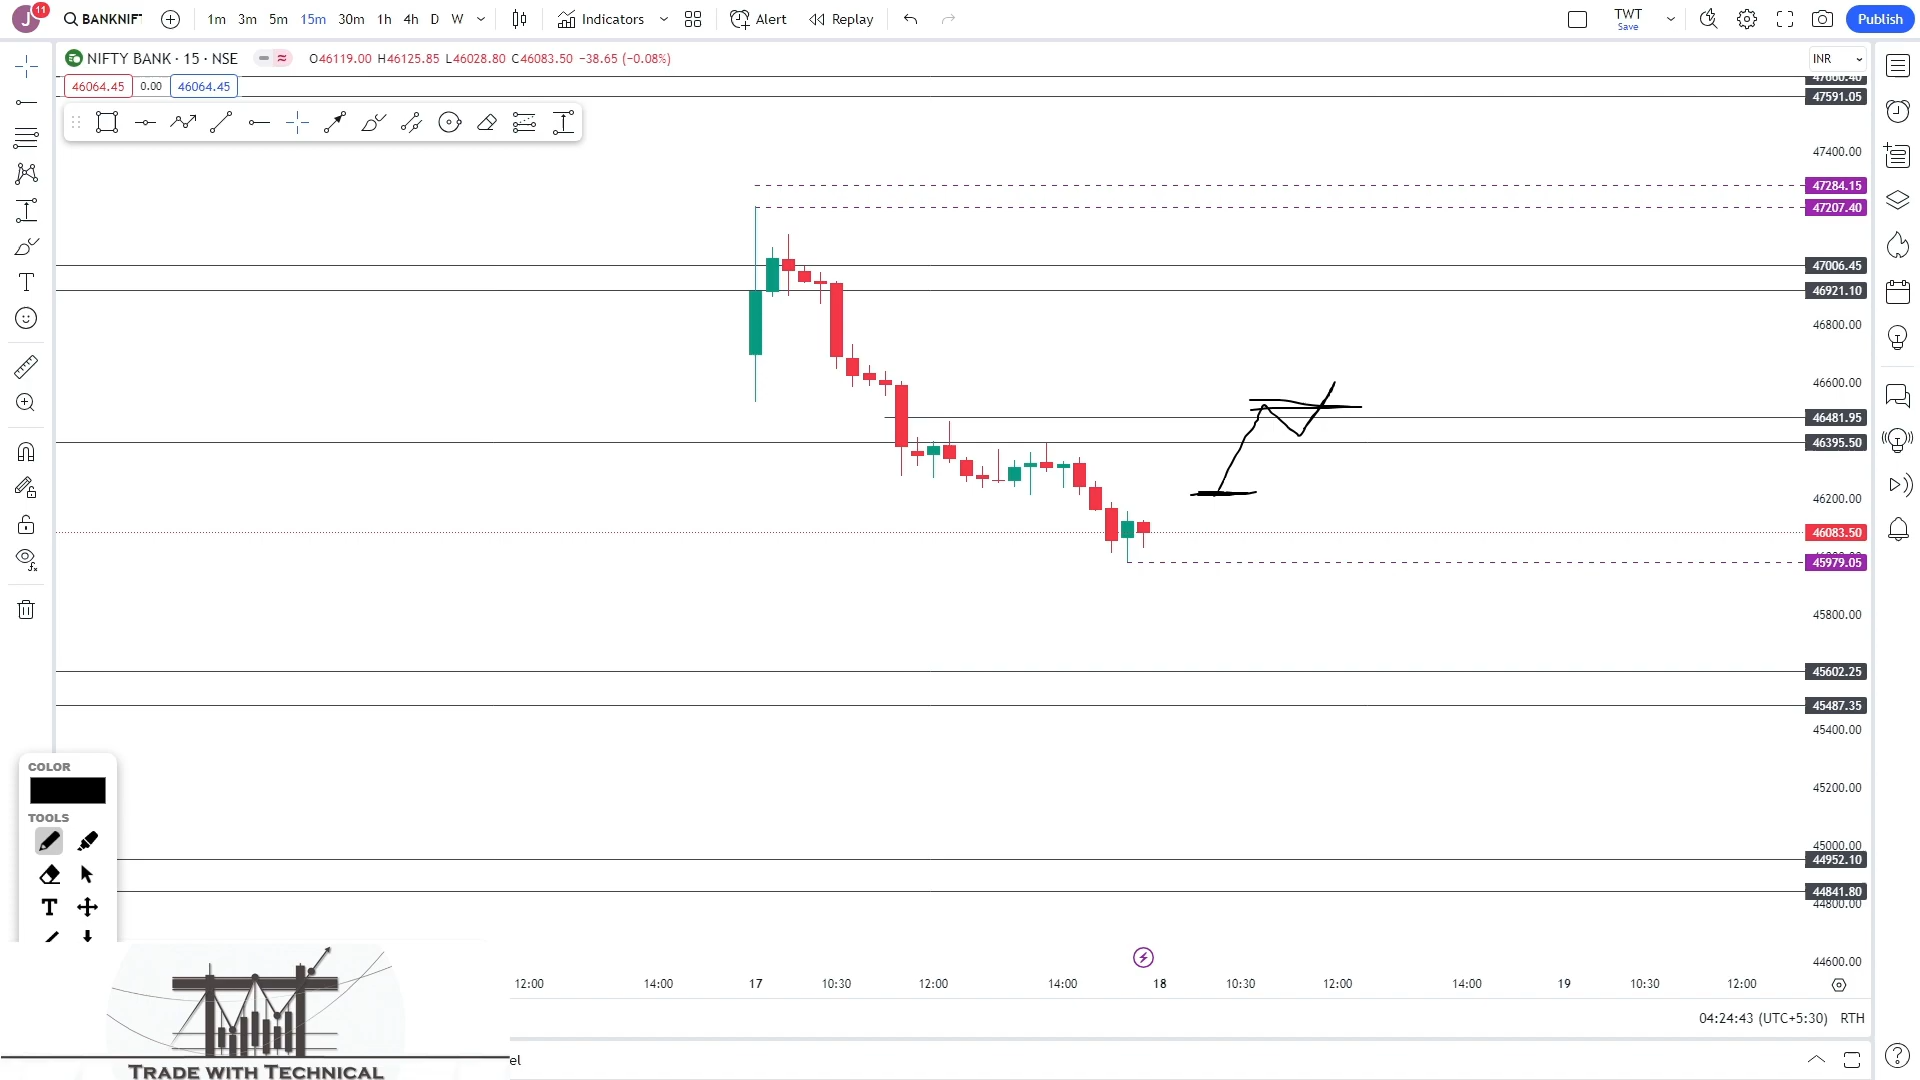 J 11 BANKNIFT 1m 3m 5m 15m 30m 1h 4h D W Indicators Alert Replay TWT Save Publish
NIFTY BANK · 15 · NSE O46119.00 H46125.85 L46028.80 C46083.50 −38.65 (−0.08%) INR
46064.45 0.00 46064.45
47660.40
47591.05
47400.00
47284.15
47207.40
47006.45
46921.10
46800.00
46600.00
46481.95
46395.50
46200.00
46083.50
45979.05
45800.00
45602.25
45487.35
45400.00
45200.00
45000.00
44952.10
44841.80
44800.00
44600.00
COLOR
TOOLS
T
12:00 14:00 17 10:30 12:00 14:00 18 10:30 12:00 14:00 19 10:30 12:00
04:24:43 (UTC+5:30) RTH
el
TRADE WITH TECHNICAL